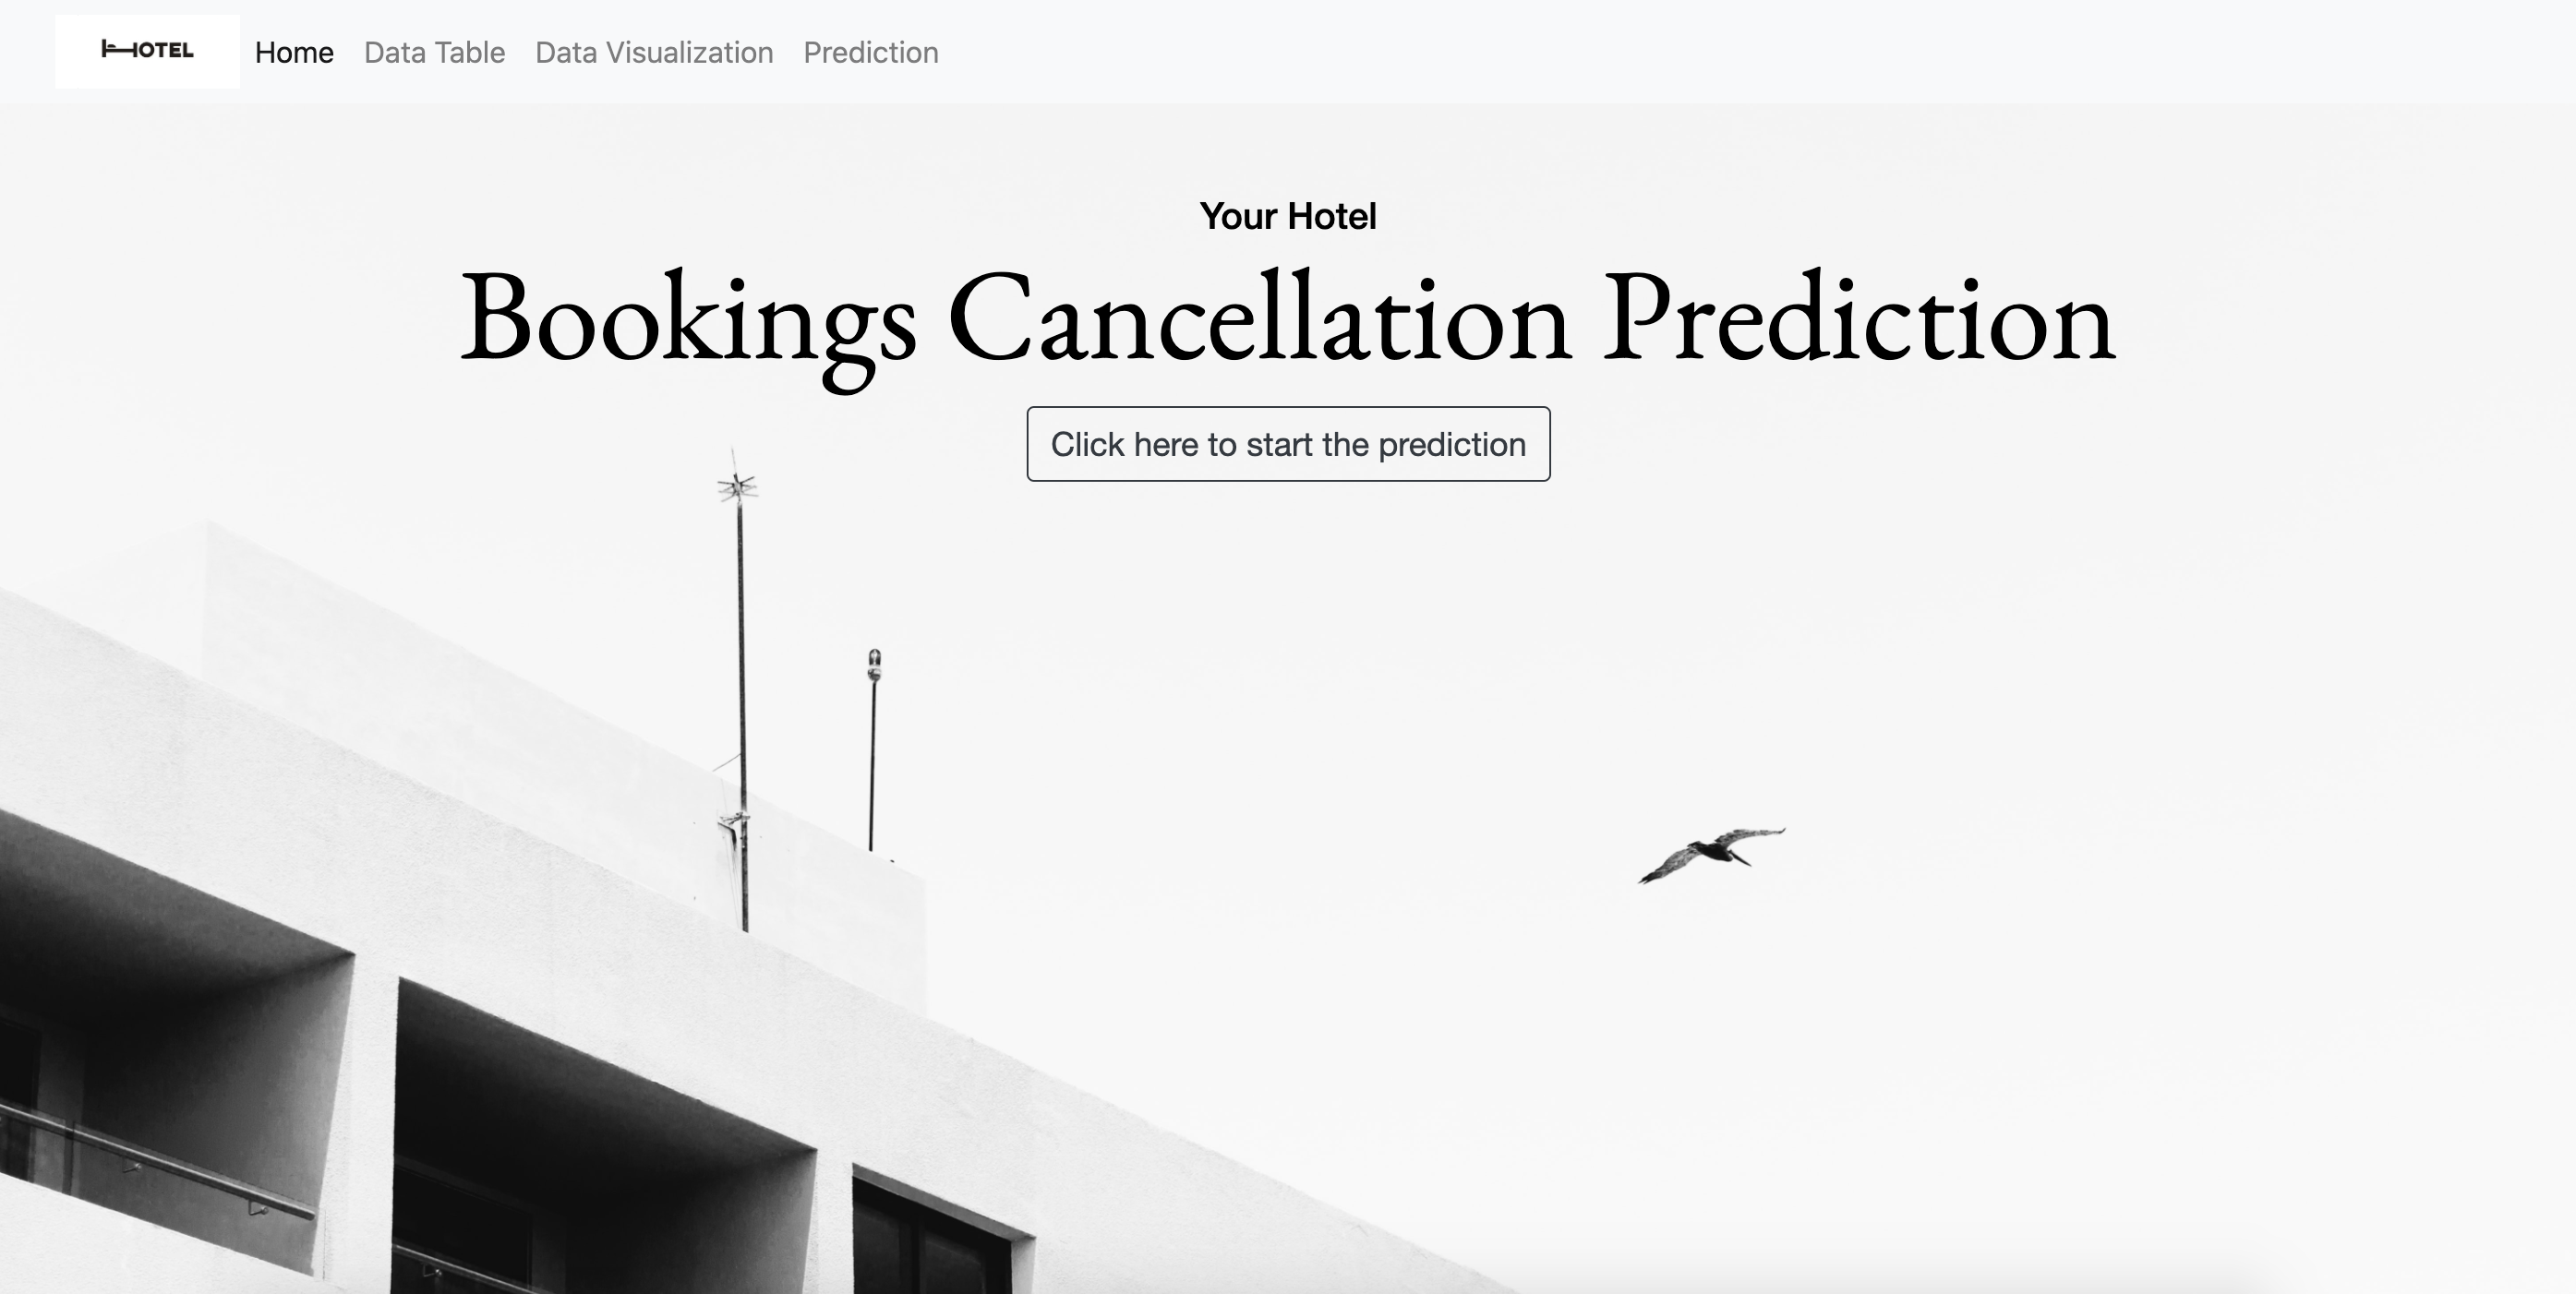 HOTEL Home Data Table Data Visualization Prediction
Your Hotel
Bookings Cancellation Prediction
Click here to start the prediction